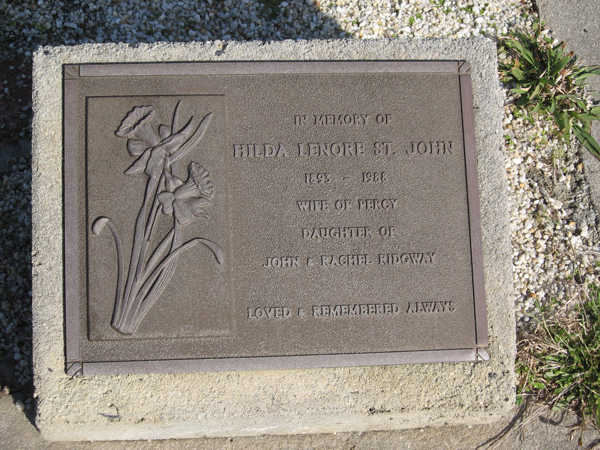 IN MEMORY OF
HILDA LENORE ST. JOHN
1893 - 1988
WIFE OF PERCY
DAUGHTER OF
JOHN & RACHEL RIDGWAY
LOVED & REMEMBERED ALWAYS